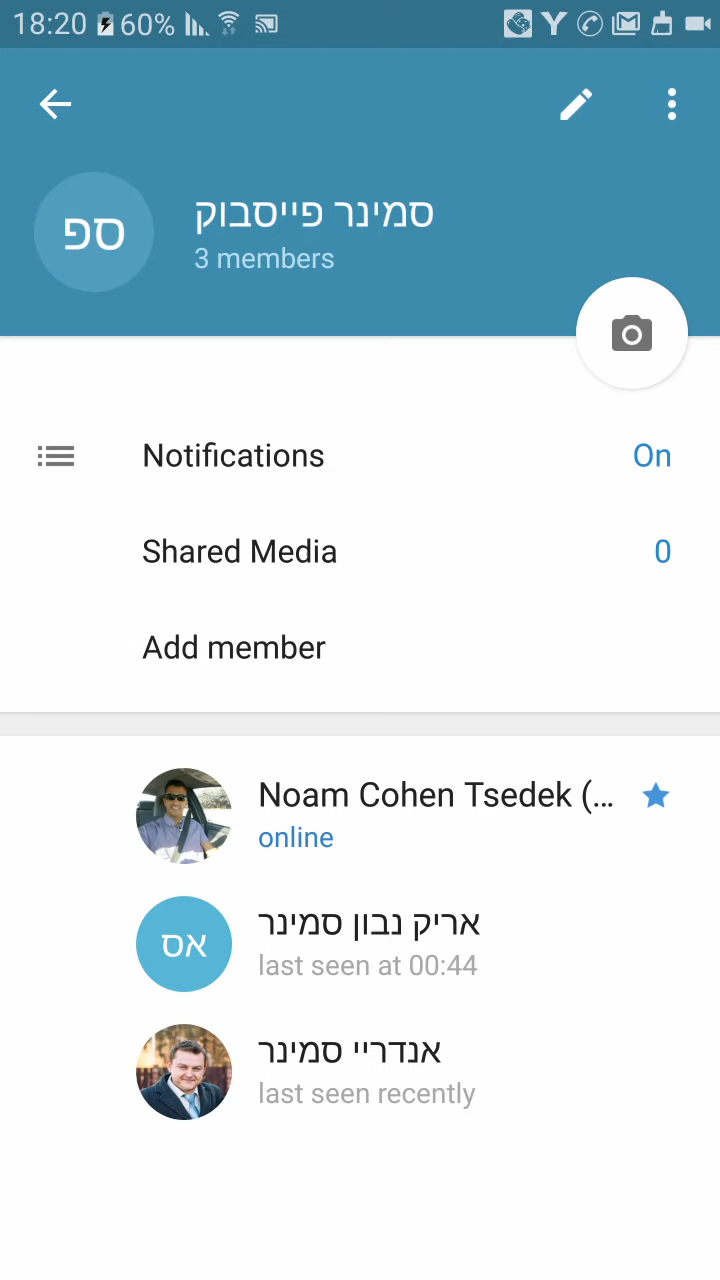 18:20 60%
סמינר פייסבוק
ספ
3 members
Notifications On
Shared Media 0
Add member
Noam Cohen Tsedek (...
online
אריק נבון סמינר
אס
last seen at 00:44
אנדריי סמינר
last seen recently